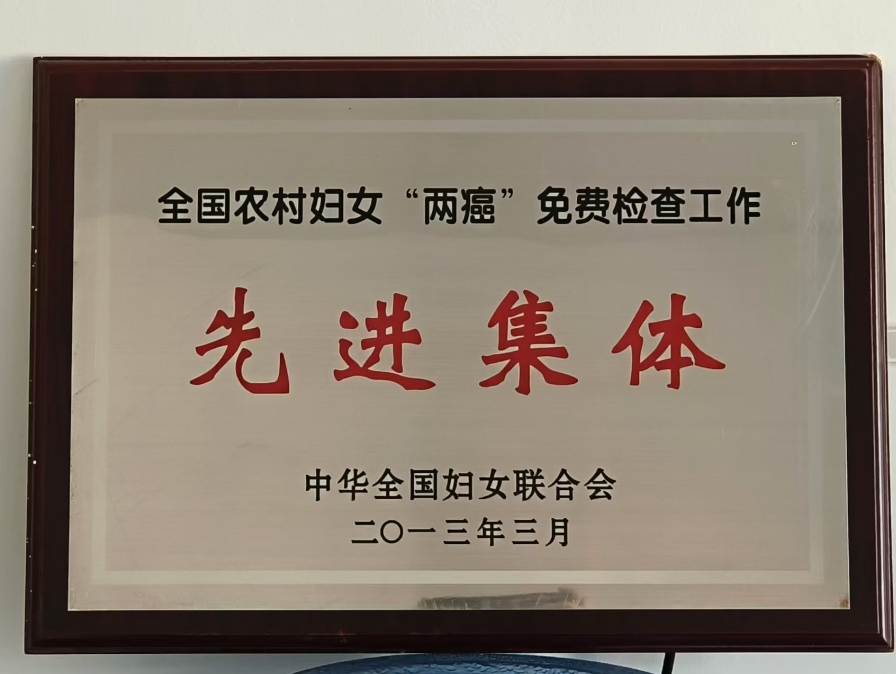 全国农村妇女“两癌”免费检查工作
先进集体
中华全国妇女联合会
二〇一三年三月